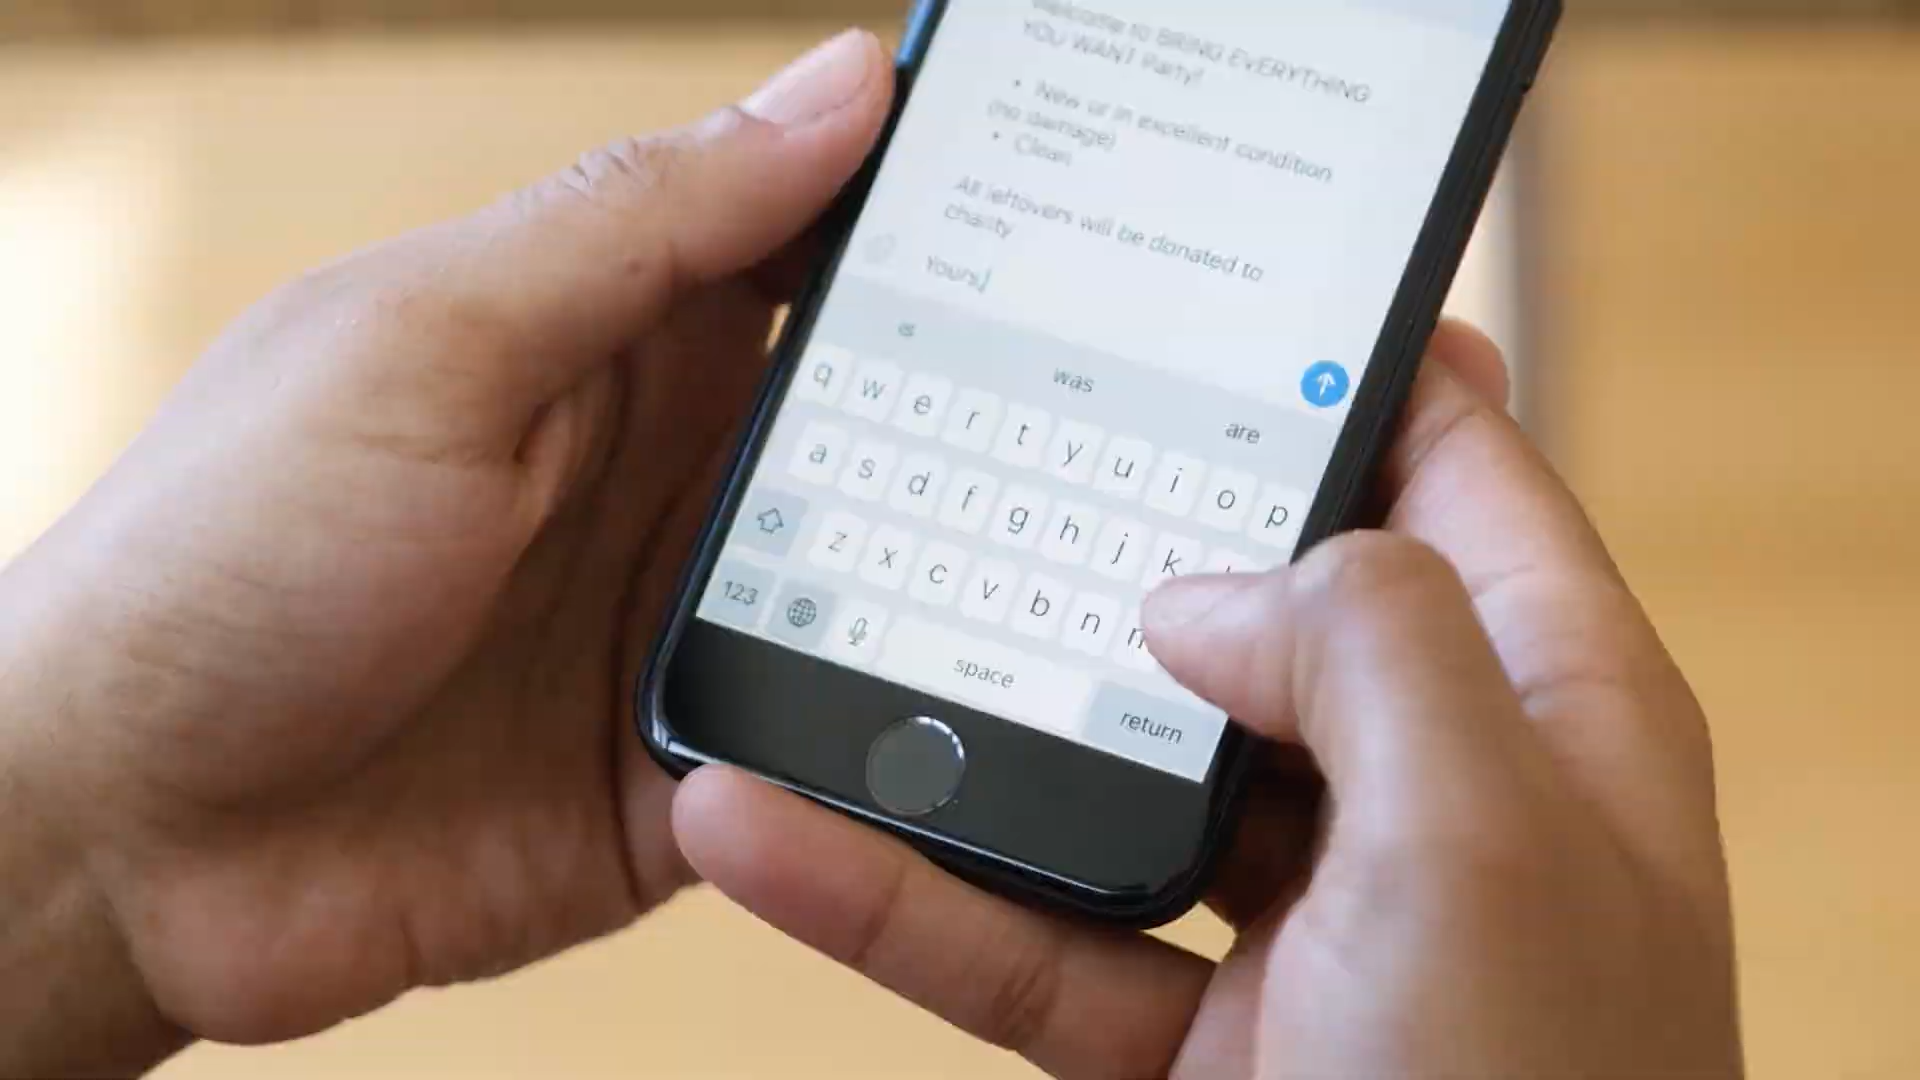 Welcome to BRING EVERYTHING
YOU WANT Party!
• New or in excellent condition
(no damage)
• Clean
All leftovers will be donated to
charity
Yours,
is
was
are
q w e r t y u i o p
a s d f g h j k
z x c v b n m
123
space
return